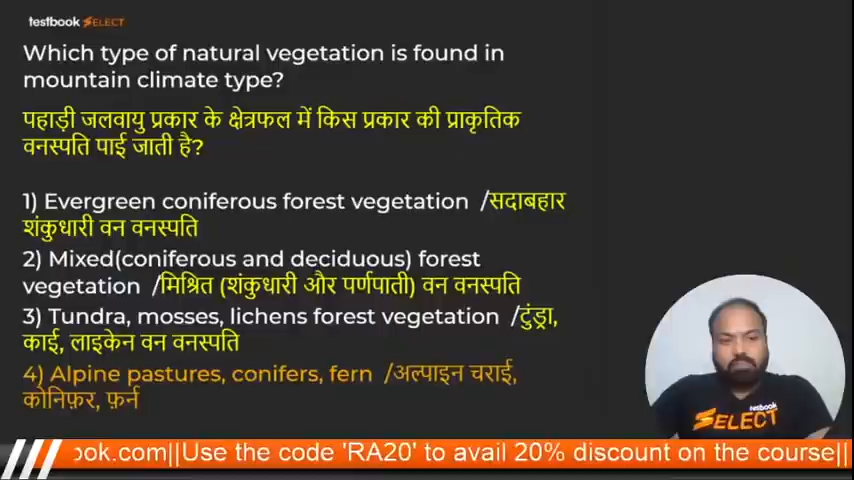 testbook SELECT
Which type of natural vegetation is found in
mountain climate type?
पहाड़ी जलवायु प्रकार के क्षेत्रफल में किस प्रकार की प्राकृतिक
वनस्पति पाई जाती है?
1) Evergreen coniferous forest vegetation /सदाबहार
शंकुधारी वन वनस्पति
2) Mixed(coniferous and deciduous) forest
vegetation /मिश्रित (शंकुधारी और पर्णपाती) वन वनस्पति
3) Tundra, mosses, lichens forest vegetation /टुंड्रा,
काई, लाइकेन वन वनस्पति
4) Alpine pastures, conifers, fern /अल्पाइन चराई,
कोनिफ़र, फ़र्न
testbook
SELECT
ook.com||Use the code 'RA20' to avail 20% discount on the course||